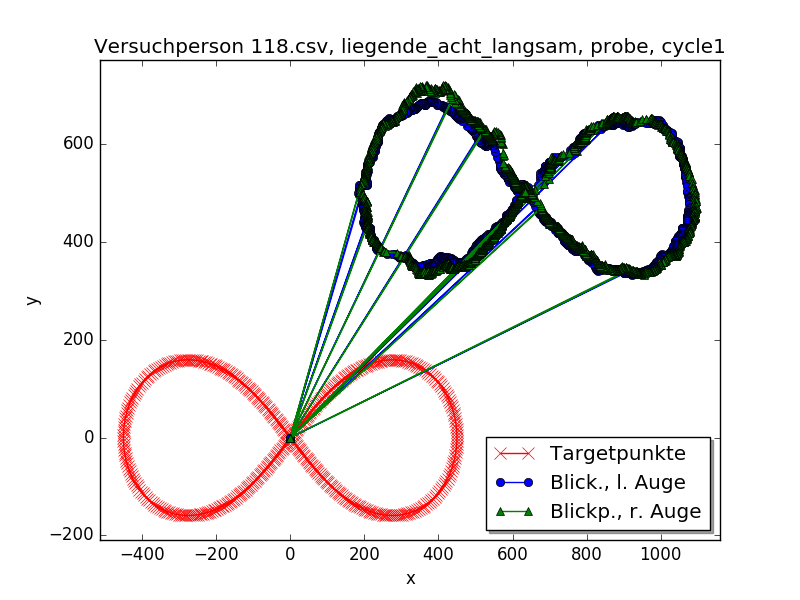 Versuchperson 118.csv, liegende_acht_langsam, probe, cycle1
y
600
400
200
0
−200
−400
−200
0
200
400
600
800
1000
x
Targetpunkte
Blick., l. Auge
Blickp., r. Auge